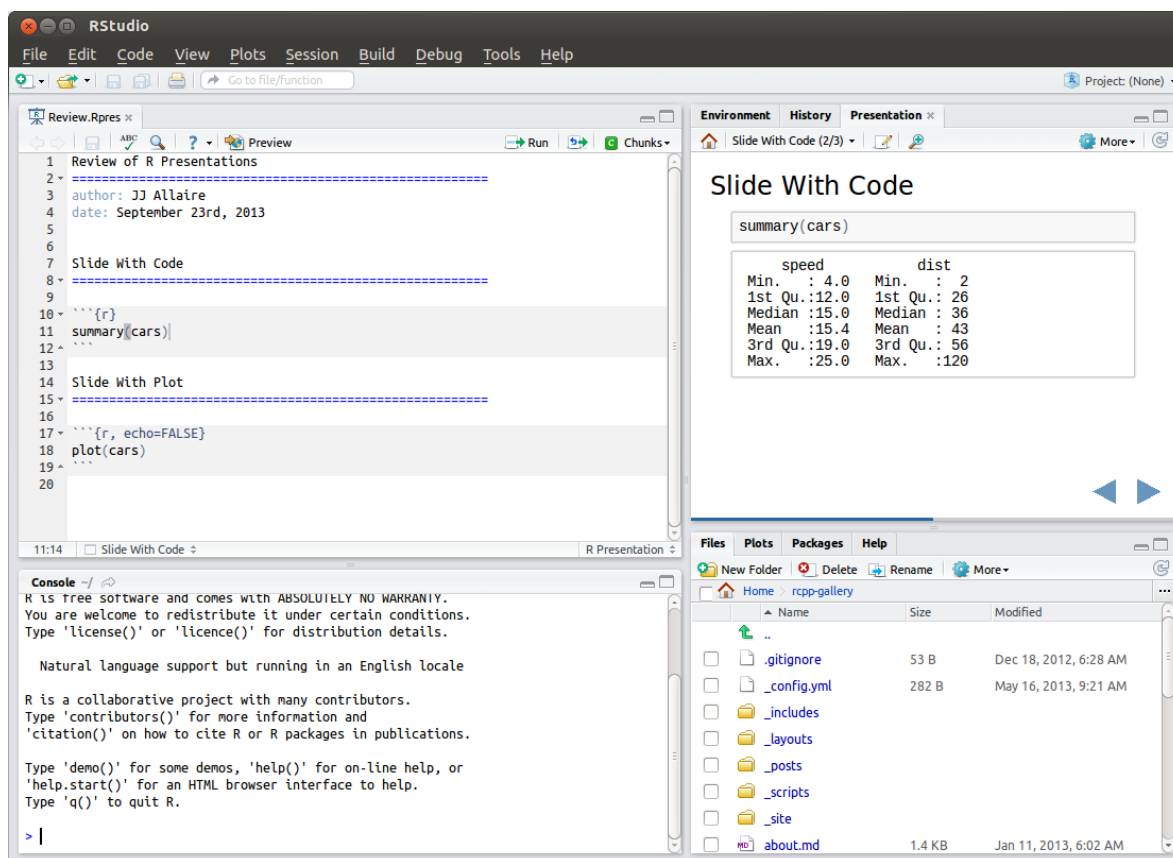 RStudio
File Edit Code View Plots Session Build Debug Tools Help
Go to file/function
Project: (None)
Review.Rpres
ABC ? Preview Run Chunks
1 Review of R Presentations
2 ========================================================
3 author: JJ Allaire
4 date: September 23rd, 2013
5
6
7 Slide With Code
8 ========================================================
9
10 ```{r}
11 summary(cars)
12 ```
13
14 Slide With Plot
15 ========================================================
16
17 ```{r, echo=FALSE}
18 plot(cars)
19 ```
20
11:14 Slide With Code R Presentation
Console ~/
R is free software and comes with ABSOLUTELY NO WARRANTY.
You are welcome to redistribute it under certain conditions.
Type 'license()' or 'licence()' for distribution details.
Natural language support but running in an English locale
R is a collaborative project with many contributors.
Type 'contributors()' for more information and
'citation()' on how to cite R or R packages in publications.
Type 'demo()' for some demos, 'help()' for on-line help, or
'help.start()' for an HTML browser interface to help.
Type 'q()' to quit R.
>
Environment History Presentation
Slide With Code (2/3) More
Slide With Code
summary(cars)
speed dist
Min. : 4.0 Min. : 2
1st Qu.:12.0 1st Qu.: 26
Median :15.0 Median : 36
Mean :15.4 Mean : 43
3rd Qu.:19.0 3rd Qu.: 56
Max. :25.0 Max. :120
Files Plots Packages Help
New Folder Delete Rename More
Home rcpp-gallery ...
Name Size Modified
..
.gitignore 53 B Dec 18, 2012, 6:28 AM
_config.yml 282 B May 16, 2013, 9:21 AM
_includes
_layouts
_posts
_scripts
_site
MD about.md 1.4 KB Jan 11, 2013, 6:02 AM